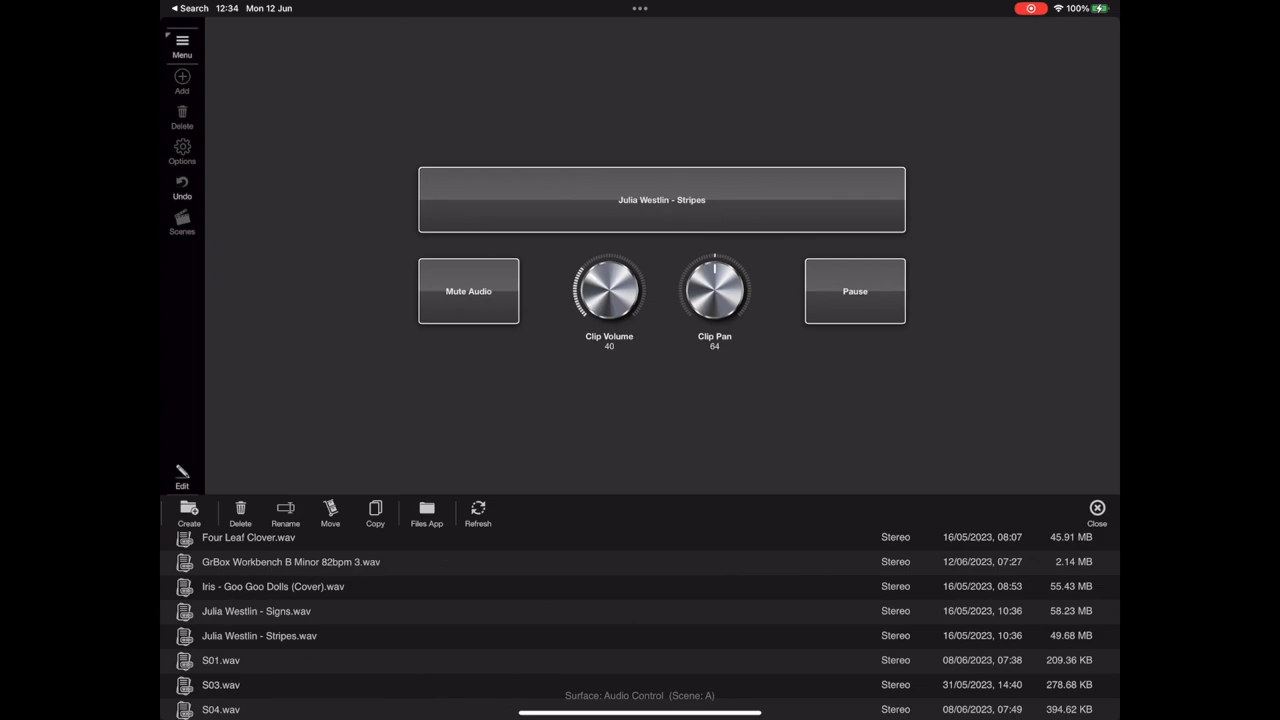 Search 12:34 Mon 12 Jun
100%
Menu
Add
Delete
Options
Undo
Scenes
Edit
Julia Westlin - Stripes
Mute Audio
Pause
Clip Volume
40
Clip Pan
64
Create Delete Rename Move Copy Files App Refresh Close
Four Leaf Clover.wav Stereo 16/05/2023, 08:07 45.91 MB
GrBox Workbench B Minor 82bpm 3.wav Stereo 12/06/2023, 07:27 2.14 MB
Iris - Goo Goo Dolls (Cover).wav Stereo 16/05/2023, 08:53 55.43 MB
Julia Westlin - Signs.wav Stereo 16/05/2023, 10:36 58.23 MB
Julia Westlin - Stripes.wav Stereo 16/05/2023, 10:36 49.68 MB
S01.wav Stereo 08/06/2023, 07:38 209.36 KB
S03.wav Stereo 31/05/2023, 14:40 278.68 KB
Surface: Audio Control (Scene: A)
S04.wav Stereo 08/06/2023, 07:49 394.62 KB